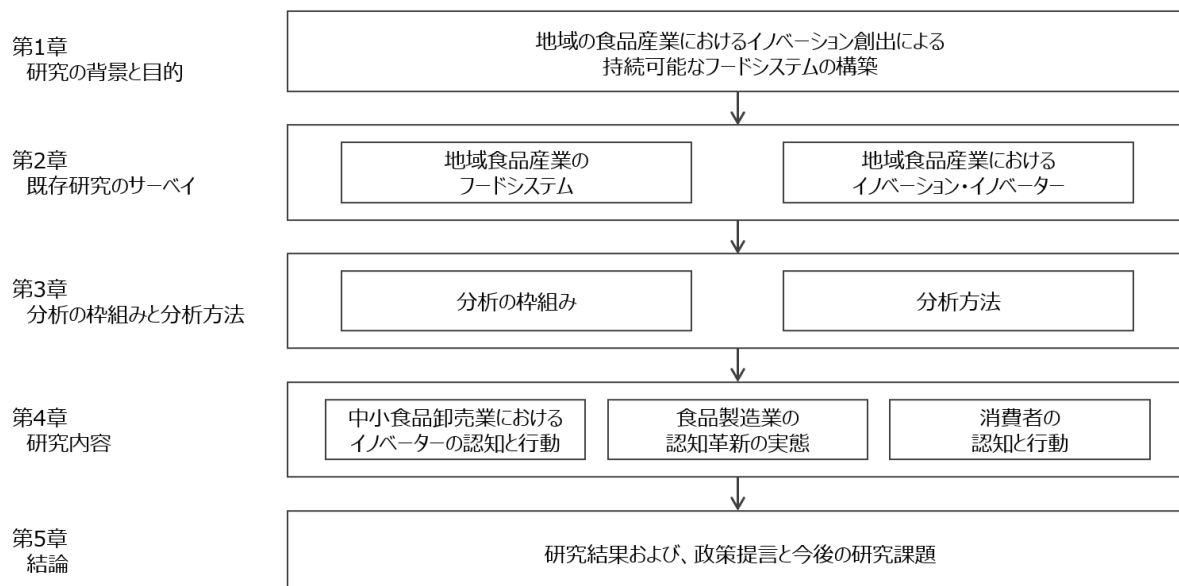 第1章
研究の背景と目的
地域の食品産業におけるイノベーション創出による
持続可能なフードシステムの構築
第2章
既存研究のサーベイ
地域食品産業の
フードシステム
地域食品産業における
イノベーション・イノベーター
第3章
分析の枠組みと分析方法
分析の枠組み
分析方法
第4章
研究内容
中小食品卸売業における
イノベーターの認知と行動
食品製造業の
認知革新の実態
消費者の
認知と行動
第5章
結論
研究結果および、政策提言と今後の研究課題